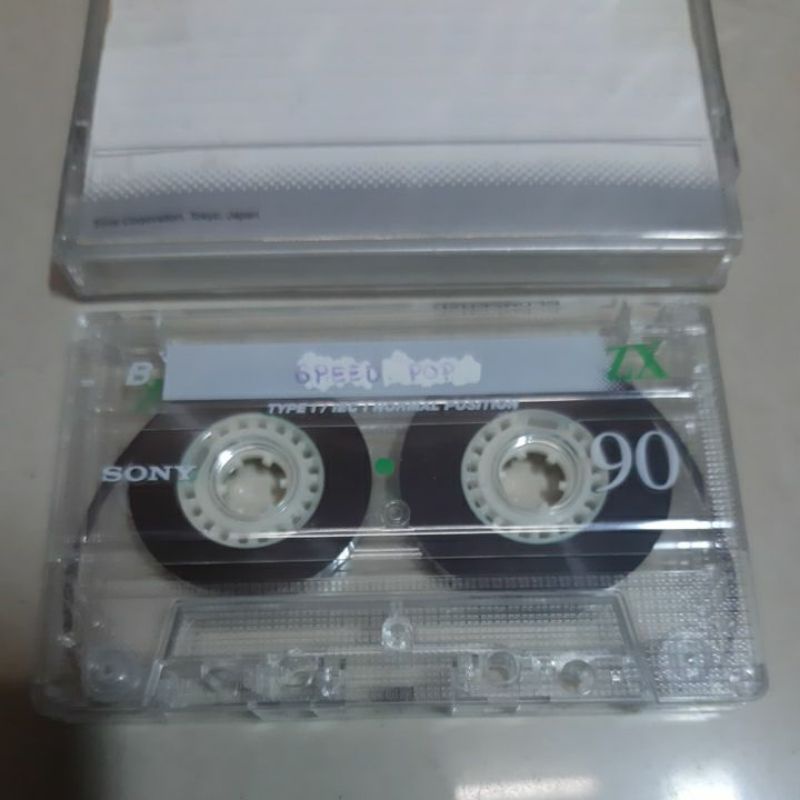 Sony Corporation, Tokyo, Japan
B
SPEED POP
ZX
TYPE I / IEC I NORMAL POSITION
SONY
90